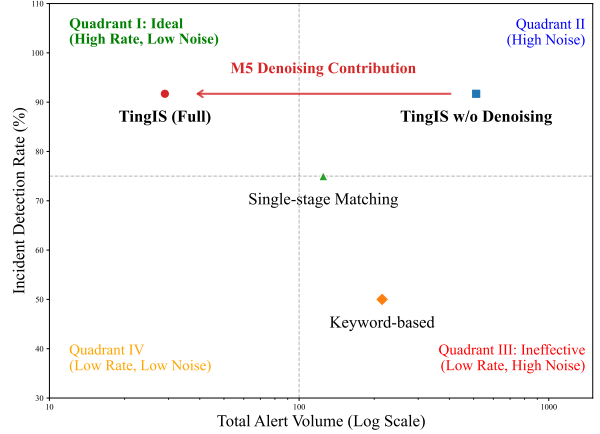 110
100
90
80
70
60
50
40
30
Incident Detection Rate (%)
Quadrant I: Ideal
(High Rate, Low Noise)
Quadrant II
(High Noise)
M5 Denoising Contribution
TingIS (Full)
TingIS w/o Denoising
Single-stage Matching
Keyword-based
Quadrant IV
(Low Rate, Low Noise)
Quadrant III: Ineffective
(Low Rate, High Noise)
10
100
1000
Total Alert Volume (Log Scale)